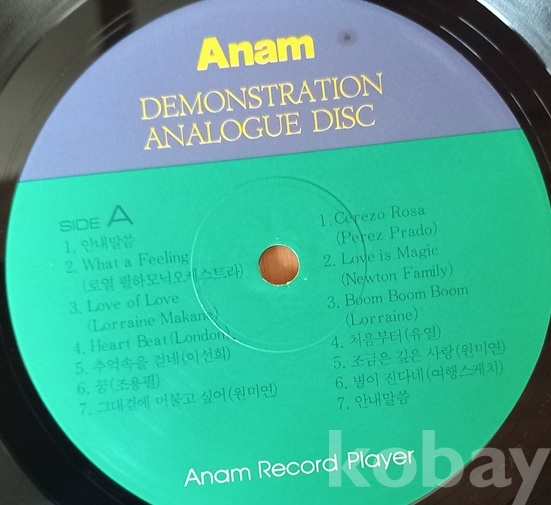 Anam
DEMONSTRATION
ANALOGUE DISC
SIDE A
1. 안내말씀
2. What a Feeling
(로열 필하모닉오케스트라)
3. Love of Love
(Lorraine Makane)
4. Heart Beat (London)
5. 추억속을 걷네(이선희)
6. 꿈(조용필)
7. 그대곁에 머물고 싶어(원미연)
1. Cerezo Rosa
(Perez Prado)
2. Love is Magic
(Newton Family)
3. Boom Boom Boom
(Lorraine)
4. 처음부터(유열)
5. 조금은 깊은 사랑(원미연)
6. 별이 진다네(여행스케치)
7. 안내말씀
Anam Record Player
kobay